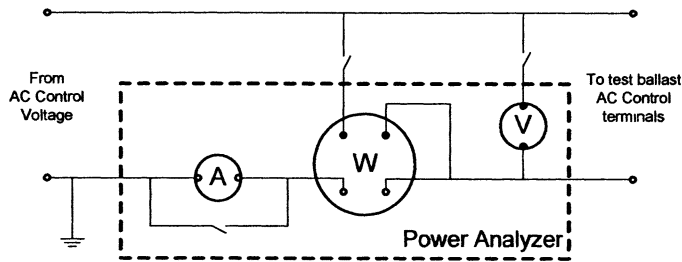 From
AC Control
Voltage
To test ballast
AC Control
terminals
A
W
V
Power Analyzer